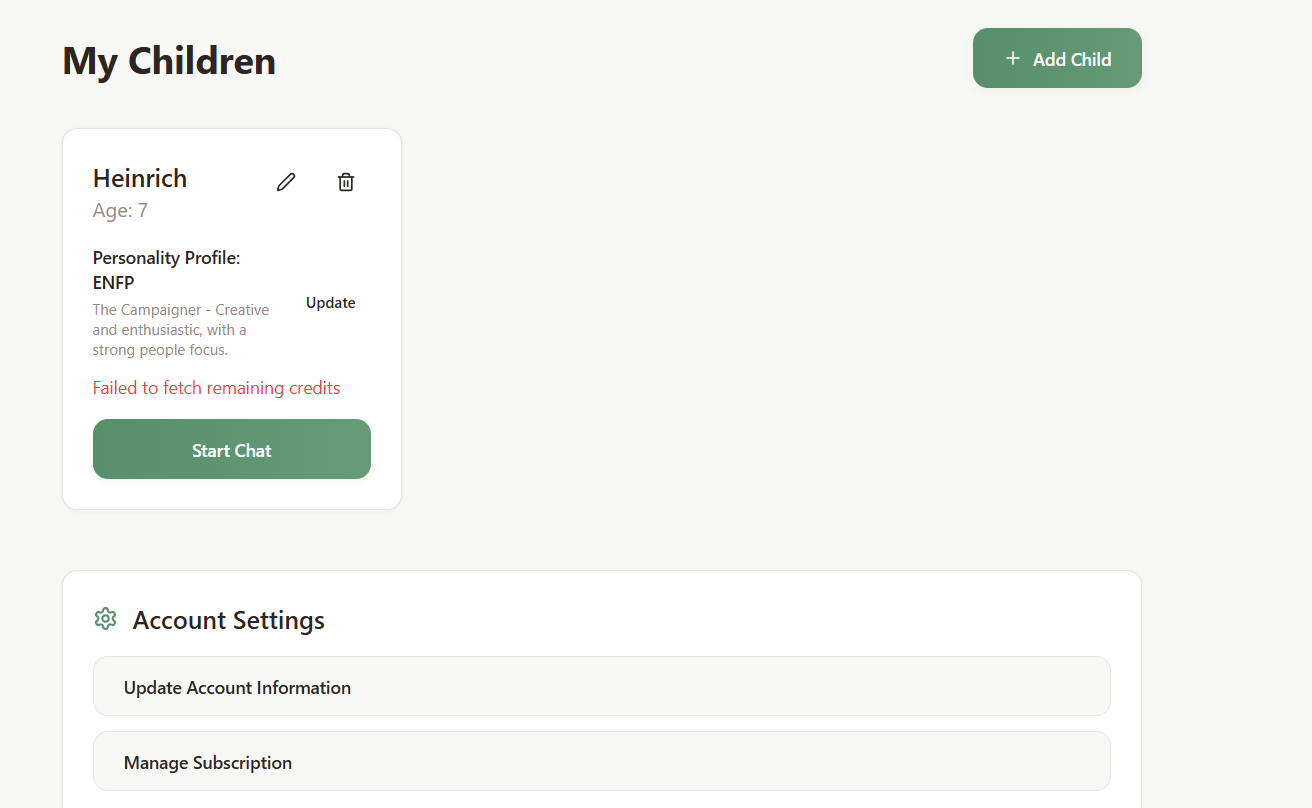 My Children
+ Add Child
Heinrich
Age: 7
Personality Profile:
ENFP
The Campaigner - Creative
and enthusiastic, with a
strong people focus.
Update
Failed to fetch remaining credits
Start Chat
Account Settings
Update Account Information
Manage Subscription